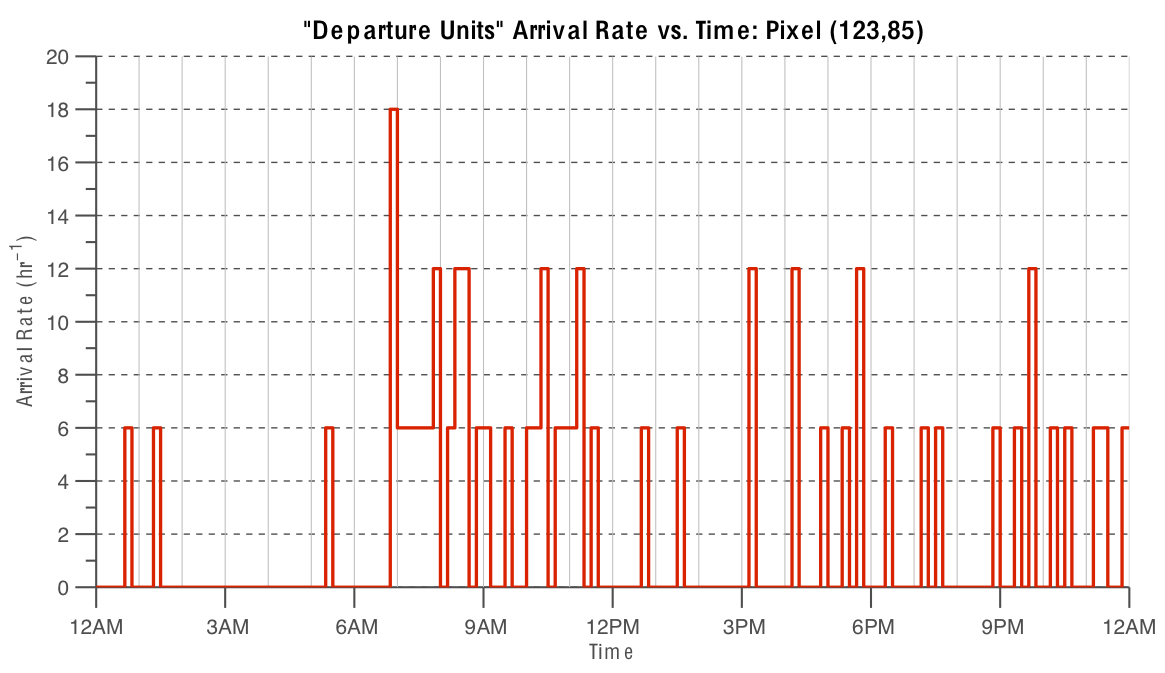 "Departure Units" Arrival Rate vs. Time: Pixel (123,85)
20
18
16
14
12
10
8
6
4
2
0
Arrival Rate (hr⁻¹)
12AM 3AM 6AM 9AM 12PM 3PM 6PM 9PM 12AM
Time